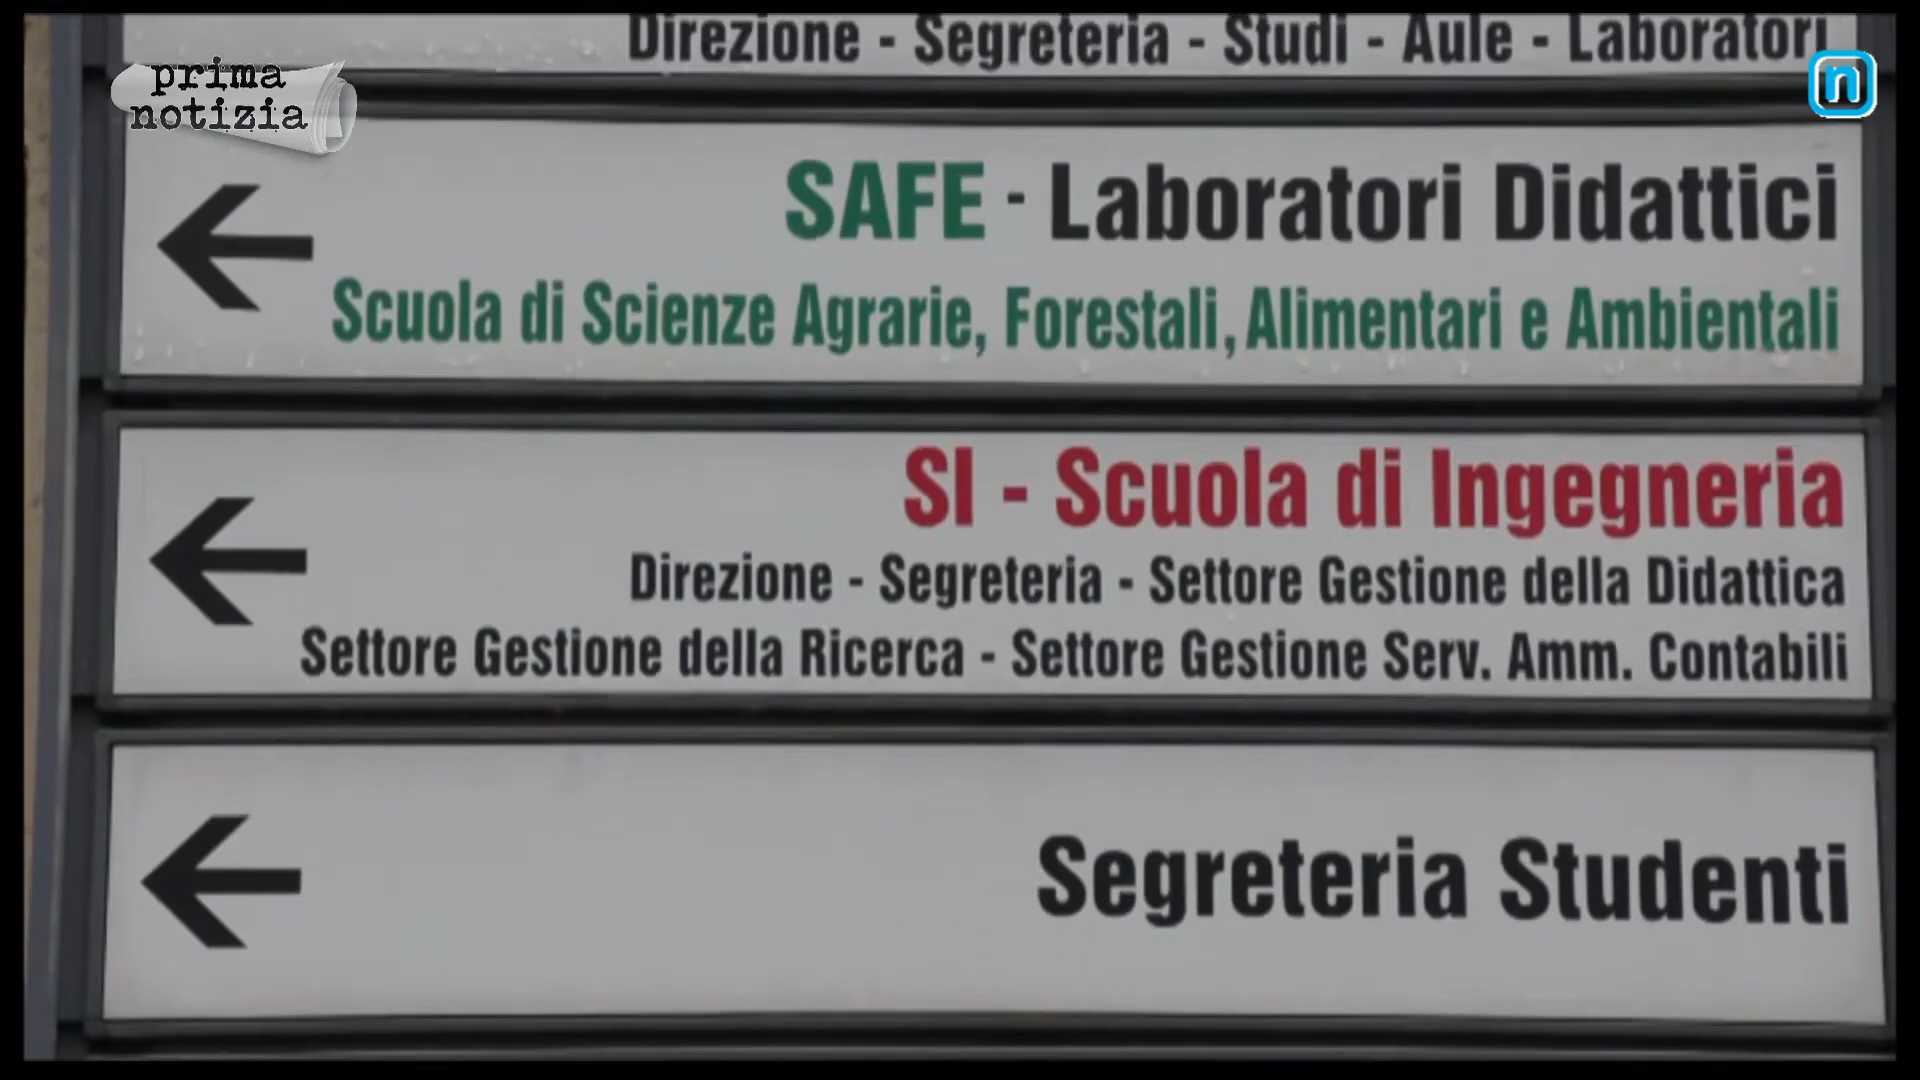 Direzione - Segreteria - Studi - Aule - Laboratori
prima
notizia
n
SAFE - Laboratori Didattici
Scuola di Scienze Agrarie, Forestali, Alimentari e Ambientali
SI - Scuola di Ingegneria
Direzione - Segreteria - Settore Gestione della Didattica
Settore Gestione della Ricerca - Settore Gestione Serv. Amm. Contabili
Segreteria Studenti